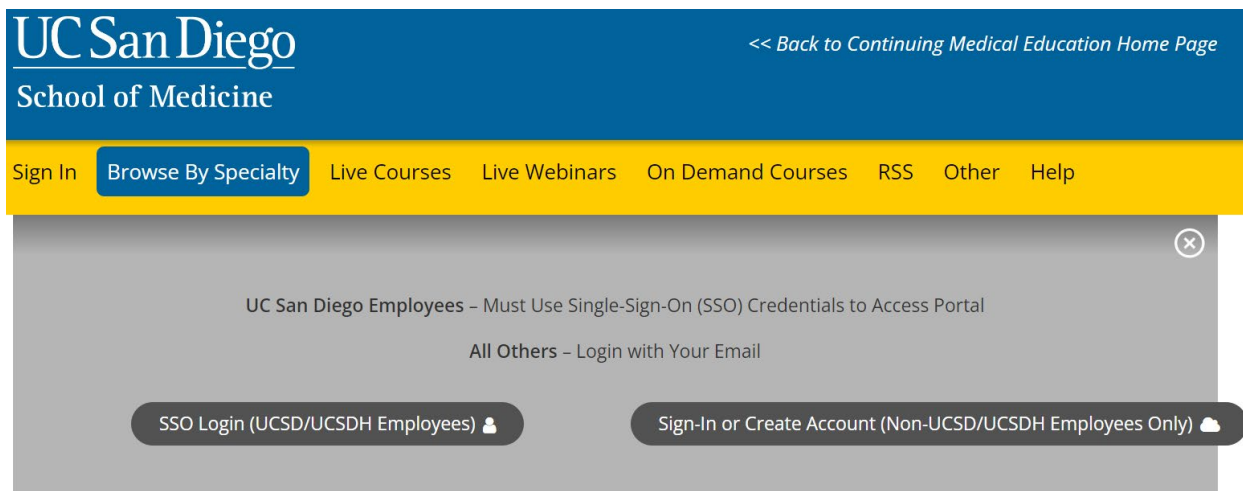 UC San Diego
School of Medicine
<< Back to Continuing Medical Education Home Page
Sign In Browse By Specialty Live Courses Live Webinars On Demand Courses RSS Other Help
UC San Diego Employees – Must Use Single-Sign-On (SSO) Credentials to Access Portal
All Others – Login with Your Email
SSO Login (UCSD/UCSDH Employees)
Sign-In or Create Account (Non-UCSD/UCSDH Employees Only)